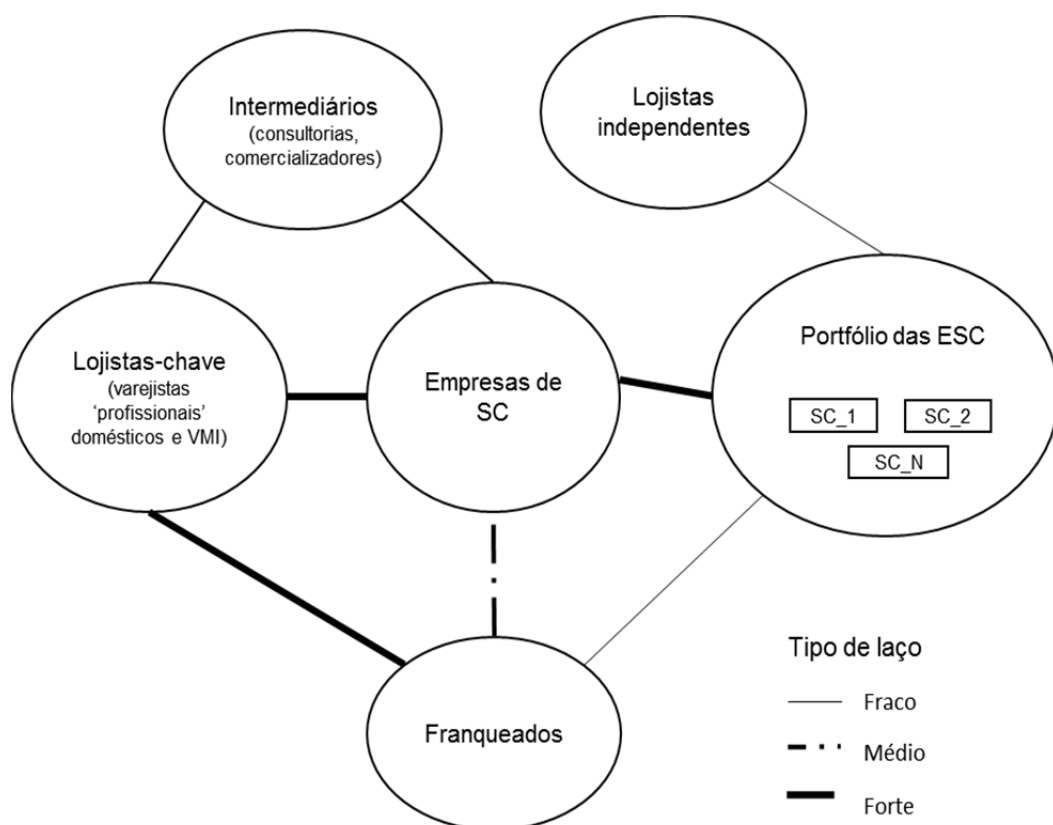 Intermediários
(consultorias,
comercializadores)
Lojistas
independentes
Lojistas-chave
(varejistas
‘profissionais’
domésticos e VMI)
Empresas de
SC
Portfólio das ESC
SC_1
SC_2
SC_N
Franqueados
Tipo de laço
Fraco
Médio
Forte